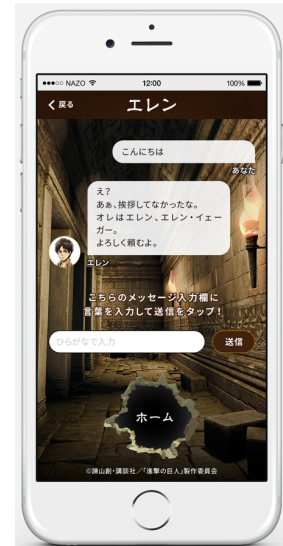 ●●●○○ NAZO 12:00 100%
戻る エレン
こんにちは
あなた
え?
あぁ、挨拶してなかったな。
オレはエレン、エレン・イェー
ガー。
よろしく頼むよ。
エレン
こちらのメッセージ入力欄に
言葉を入力して送信をタップ!
ひらがなで入力 送信
ホーム
©諫山創・講談社/「進撃の巨人」製作委員会